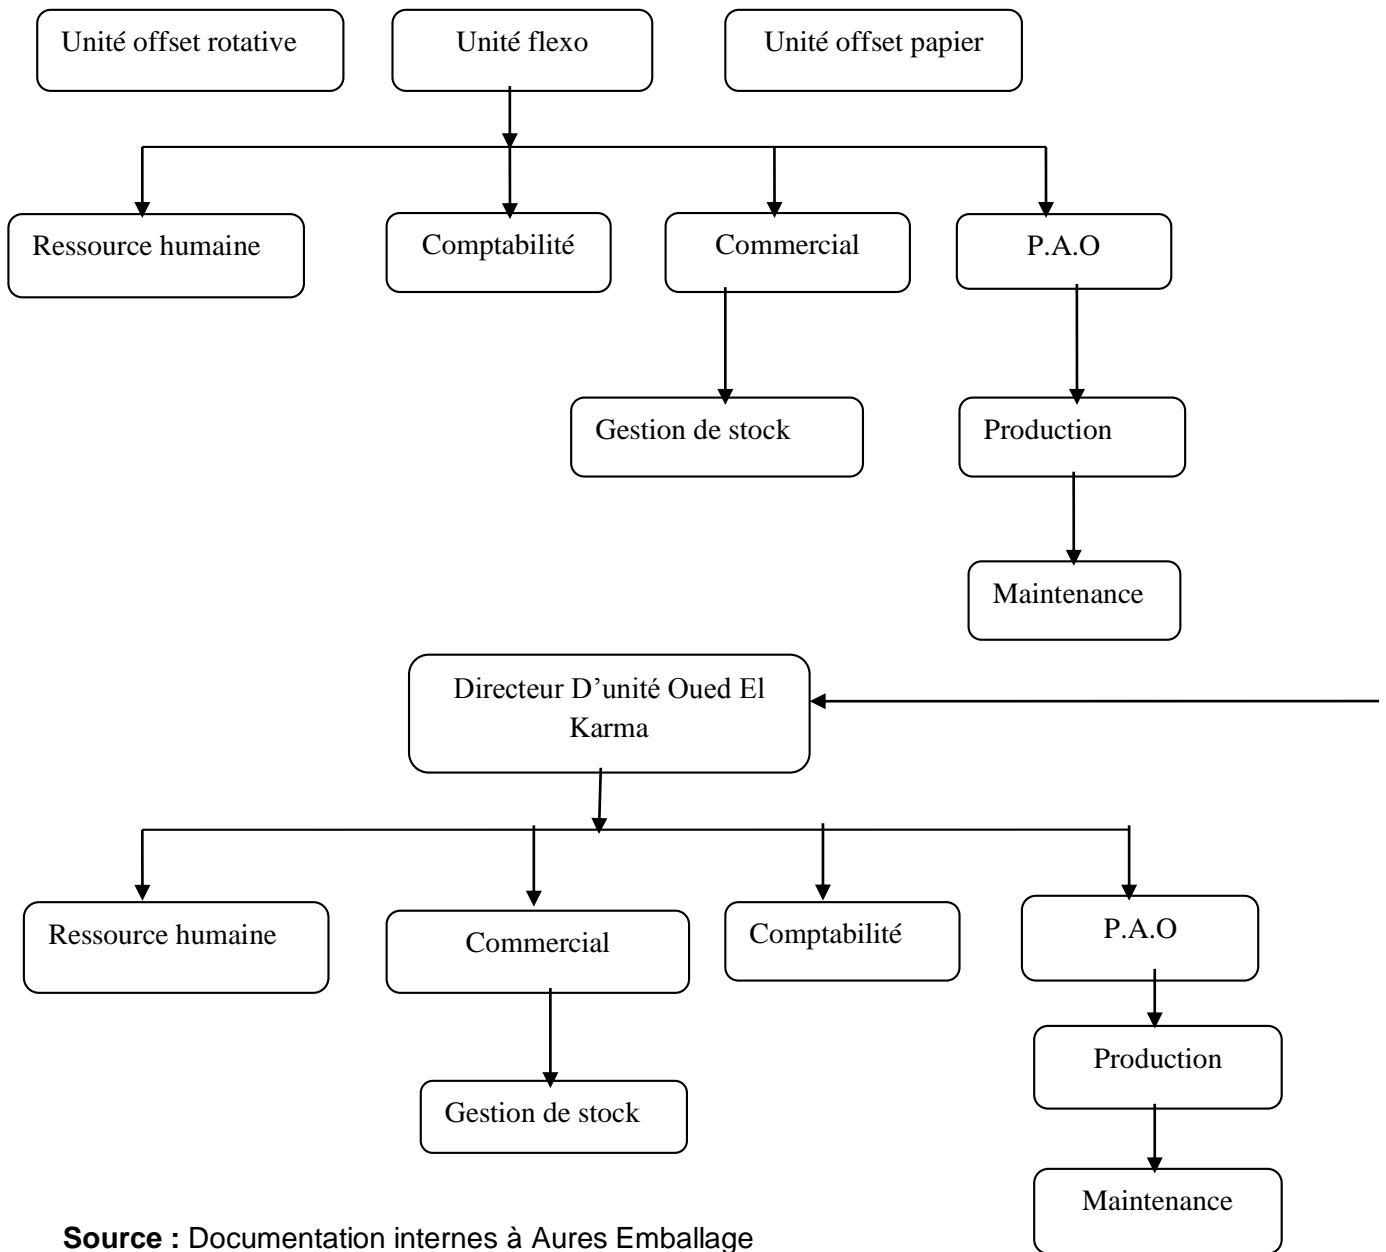 Unité offset rotative
Unité flexo
Unité offset papier
Ressource humaine
Comptabilité
Commercial
P.A.O
Gestion de stock
Production
Maintenance
Directeur D’unité Oued El
Karma
Ressource humaine
Commercial
Comptabilité
P.A.O
Production
Gestion de stock
Maintenance
Source : Documentation internes à Aures Emballage